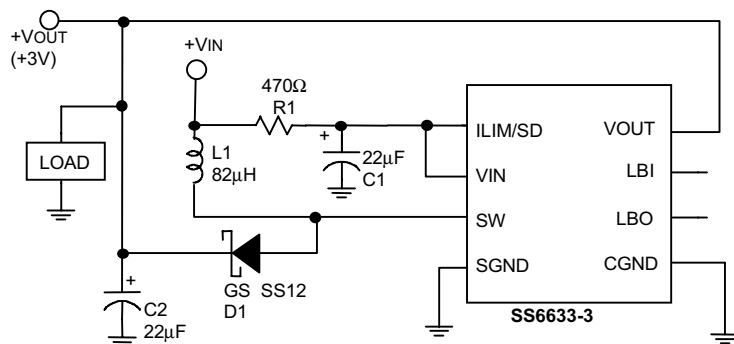 +VOUT
(+3V)
+VIN
470Ω
R1
ILIM/SD
VOUT
LOAD
L1
82μH
+
22μF
C1
VIN
LBI
SW
LBO
SGND
CGND
GS SS12
D1
+
C2
22μF
SS6633-3